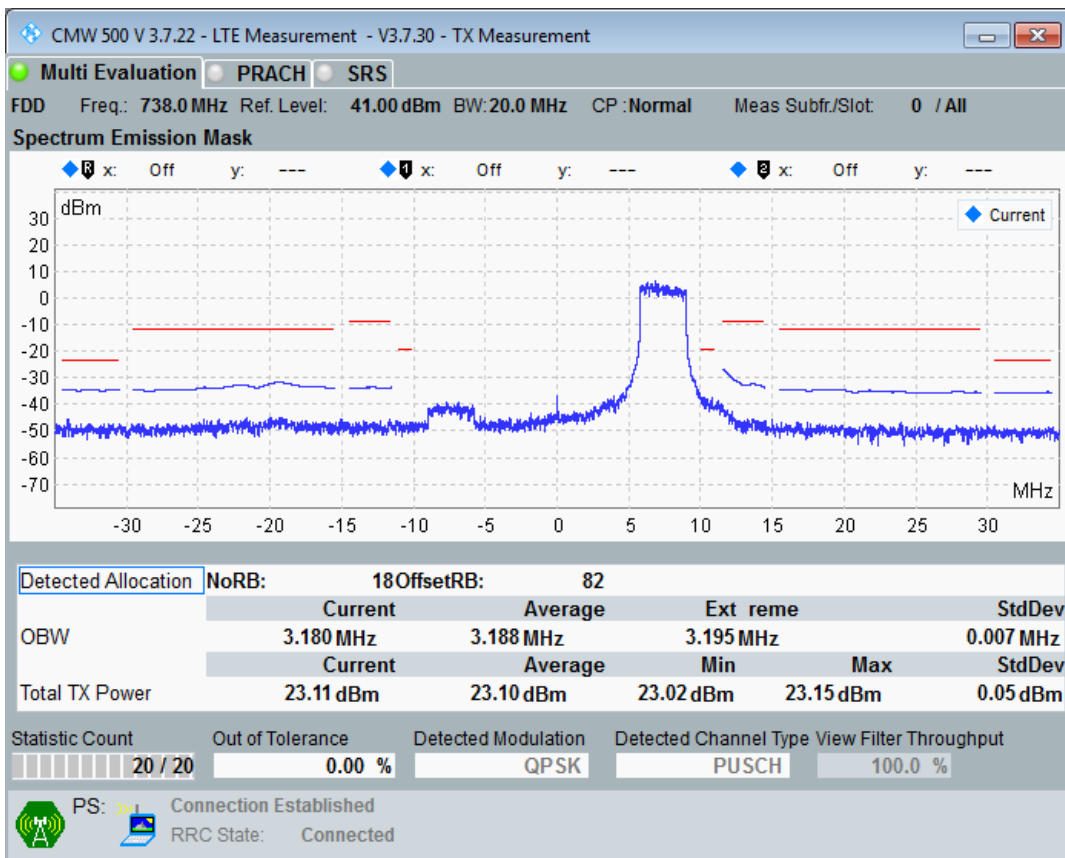 CMW 500 V 3.7.22 - LTE Measurement - V3.7.30 - TX Measurement
Multi Evaluation PRACH SRS
FDD Freq.: 738.0 MHz Ref. Level: 41.00 dBm BW: 20.0 MHz CP : Normal Meas Subfr./Slot: 0 / All
Spectrum Emission Mask
R x: Off y: --- 1 x: Off y: --- 2 x: Off y: ---
dBm
Current
30
20
10
0
-10
-20
-30
-40
-50
-60
-70
MHz
-30 -25 -20 -15 -10 -5 0 5 10 15 20 25 30
Detected Allocation NoRB: 18 OffsetRB: 82
Current Average Ext reme StdDev
OBW 3.180 MHz 3.188 MHz 3.195 MHz 0.007 MHz
Current Average Min Max StdDev
Total TX Power 23.11 dBm 23.10 dBm 23.02 dBm 23.15 dBm 0.05 dBm
Statistic Count Out of Tolerance Detected Modulation Detected Channel Type View Filter Throughput
20 / 20 0.00 % QPSK PUSCH 100.0 %
PS: Connection Established
RRC State: Connected